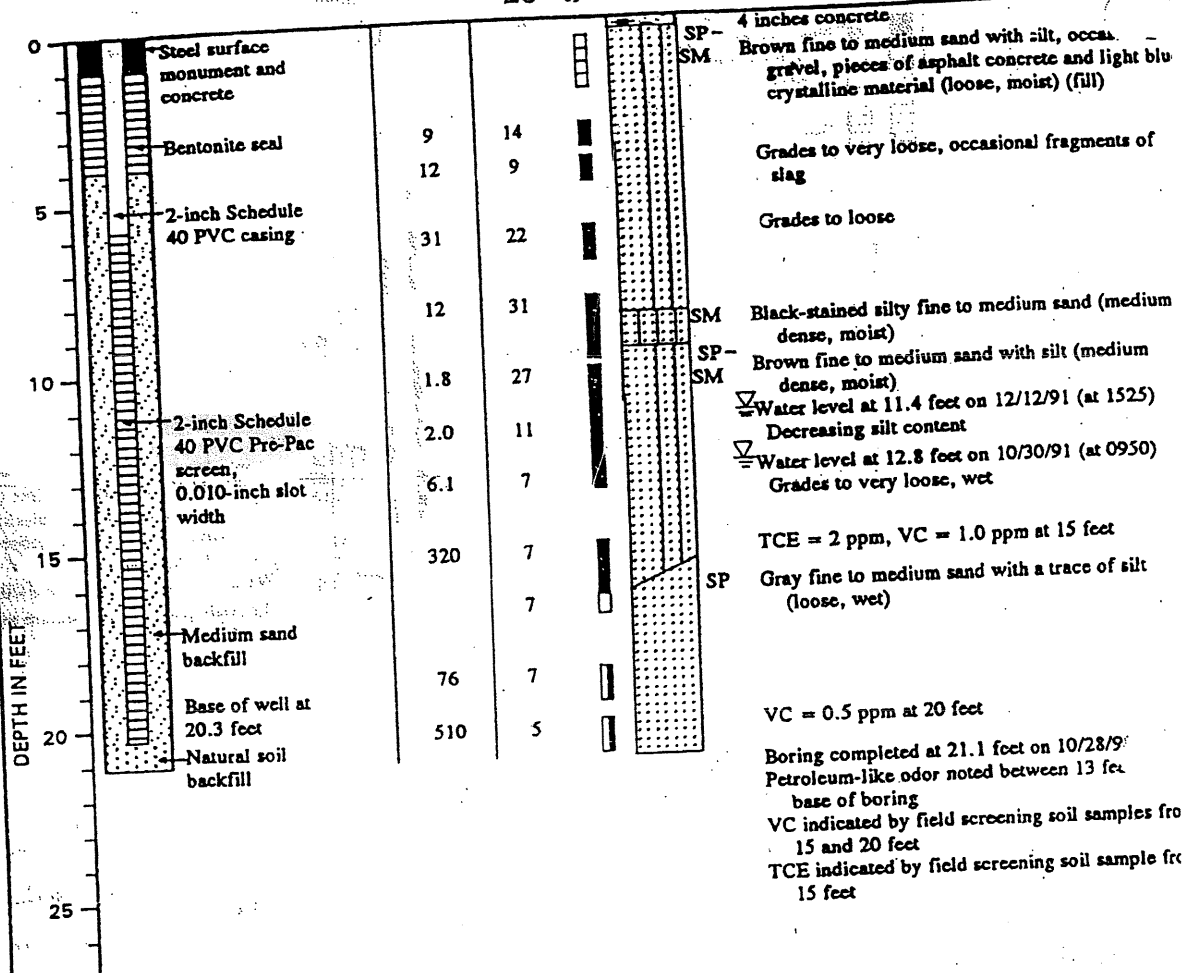 4 inches concrete
0
Steel surface
monument and
concrete
SP-
SM
Brown fine to medium sand with silt,
gravel, pieces of asphalt concrete and light
crystalline material (loose, moist) (fill)
Bentonite seal
9 14
12 9
Grades to very loose, occasional fragments of
slag
5
2-inch Schedule
40 PVC casing
31 22
Grades to loose
12 31
SM
Black-stained silty fine to medium sand (medium
dense, moist)
SP-
SM
Brown fine to medium sand with silt (medium
dense, moist)
10
1.8 27
Water level at 11.4 feet on 12/12/91 (at 1525)
Decreasing silt content
2-inch Schedule
40 PVC Pre-Pac
screen,
0.010-inch slot
width
2.0 11
Water level at 12.8 feet on 10/30/91 (at 0950)
Grades to very loose, wet
6.1 7
TCE = 2 ppm, VC = 1.0 ppm at 15 feet
15
320 7
SP
Gray fine to medium sand with a trace of silt
(loose, wet)
7
Medium sand
backfill
76 7
Base of well at
20.3 feet
VC = 0.5 ppm at 20 feet
20
510 5
Natural soil
backfill
Boring completed at 21.1 feet on
Petroleum-like odor noted between 13
base of boring
VC indicated by field screening soil samples
15 and 20 feet
TCE indicated by field screening soil sample
15 feet
25
DEPTH IN FEET